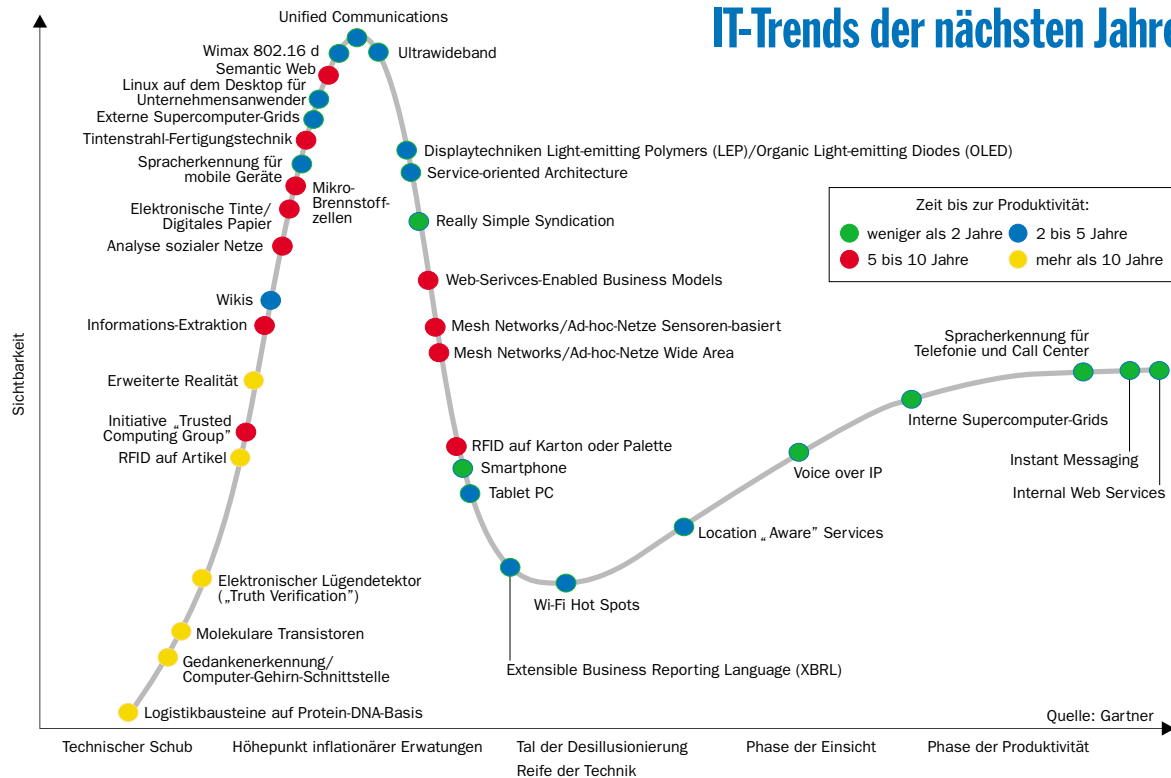 IT-Trends der nächsten Jahre
Unified Communications
Wimax 802.16 d
Ultrawideband
Semantic Web
Linux auf dem Desktop für
Unternehmensanwender
Externe Supercomputer-Grids
Tintenstrahl-Fertigungstechnik
Spracherkennung für
mobile Geräte
Mikro-
Brennstoff-
zellen
Elektronische Tinte/
Digitales Papier
Analyse sozialer Netze
Wikis
Informations-Extraktion
Erweiterte Realität
Initiative „Trusted
Computing Group”
RFID auf Artikel
Elektronischer Lügendetektor
(„Truth Verification”)
Molekulare Transistoren
Gedankenerkennung/
Computer-Gehirn-Schnittstelle
Logistikbausteine auf Protein-DNA-Basis
Displaytechniken Light-emitting Polymers (LEP)/Organic Light-emitting Diodes (OLED)
Service-oriented Architecture
Really Simple Syndication
Web-Serivces-Enabled Business Models
Mesh Networks/Ad-hoc-Netze Sensoren-basiert
Mesh Networks/Ad-hoc-Netze Wide Area
RFID auf Karton oder Palette
Smartphone
Tablet PC
Extensible Business Reporting Language (XBRL)
Wi-Fi Hot Spots
Location „Aware” Services
Voice over IP
Interne Supercomputer-Grids
Spracherkennung für
Telefonie und Call Center
Instant Messaging
Internal Web Services
Zeit bis zur Produktivität:
weniger als 2 Jahre
2 bis 5 Jahre
5 bis 10 Jahre
mehr als 10 Jahre
Sichtbarkeit
Quelle: Gartner
Technischer Schub
Höhepunkt inflationärer Erwatungen
Tal der Desillusionierung
Phase der Einsicht
Phase der Produktivität
Reife der Technik